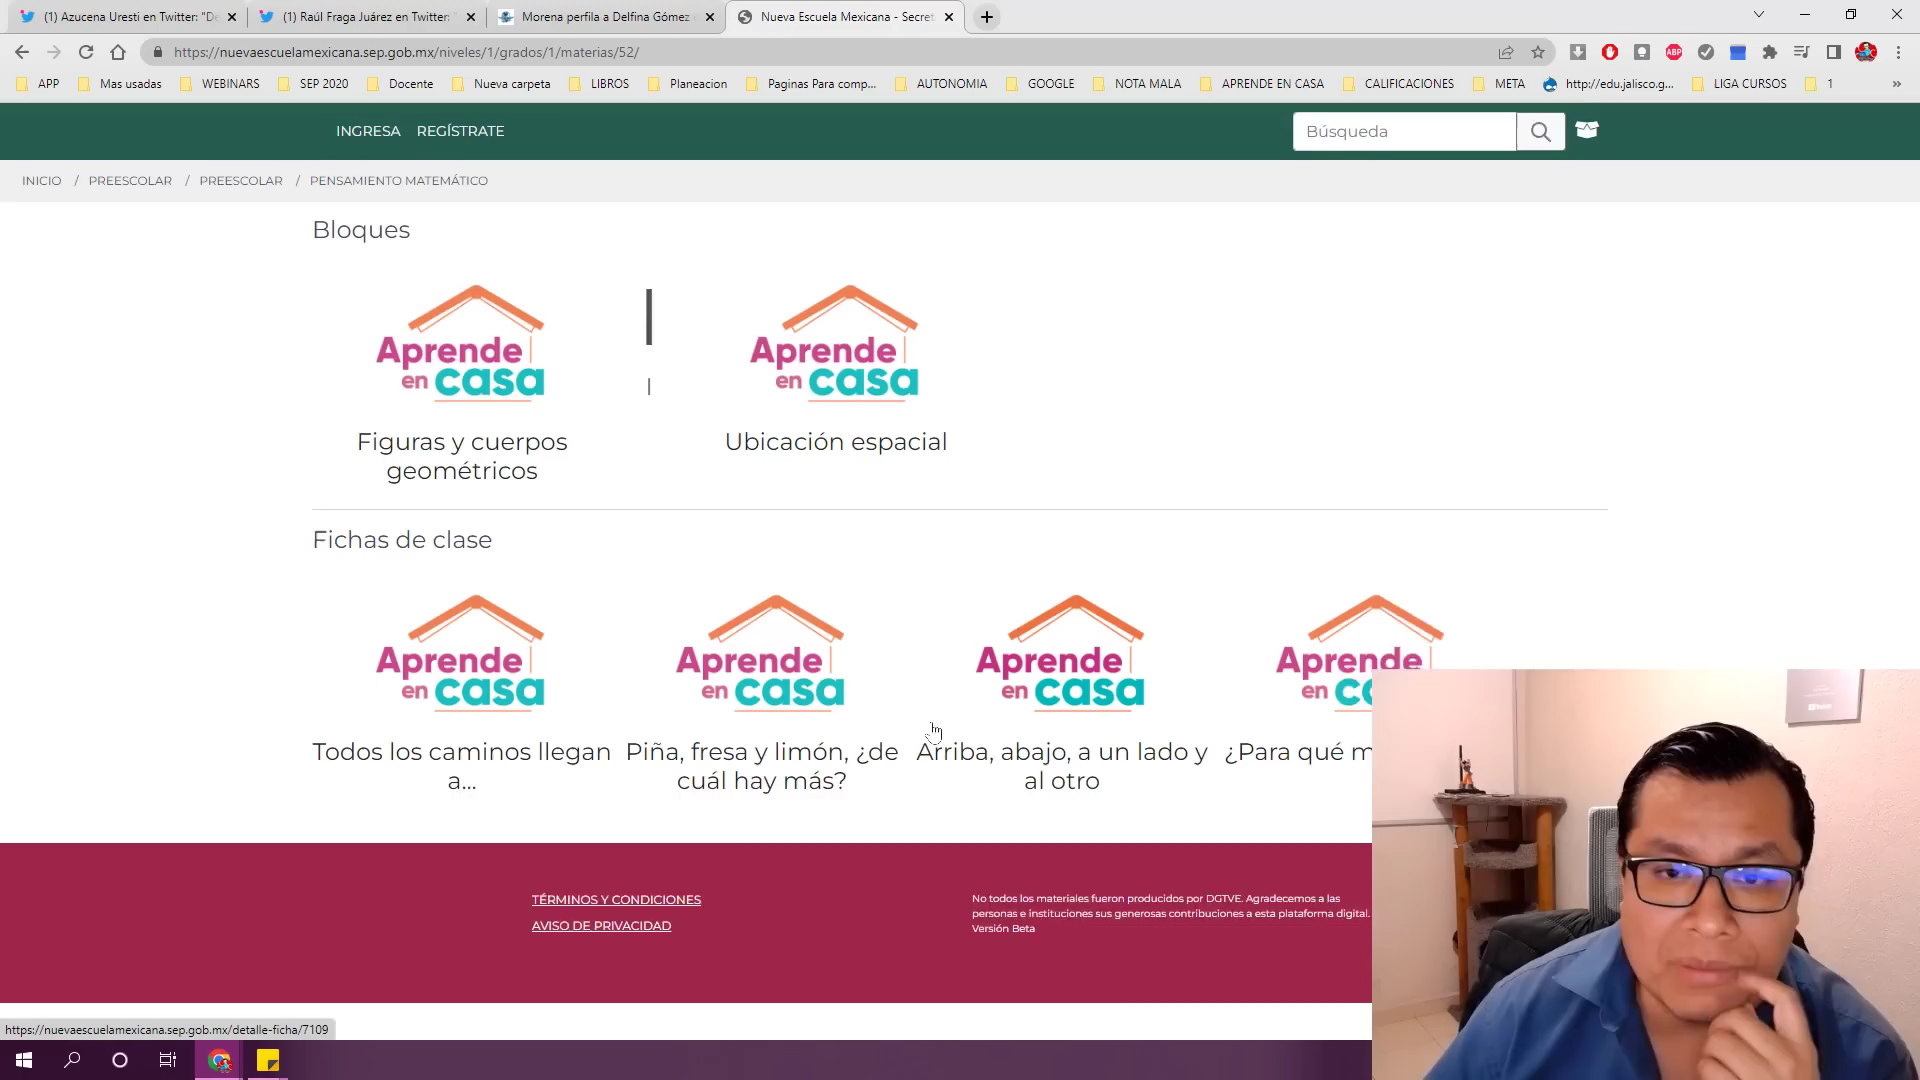 (1) Azucena Uresti en Twitter: "De
(1) Raúl Fraga Juárez en Twitter: "
Morena perfila a Delfina Gómez
Nueva Escuela Mexicana - Secret
https://nuevaescuelamexicana.sep.gob.mx/niveles/1/grados/1/materias/52/
ABP
APP
Mas usadas
WEBINARS
SEP 2020
Docente
Nueva carpeta
LIBROS
Planeacion
Paginas Para comp...
AUTONOMIA
GOOGLE
NOTA MALA
APRENDE EN CASA
CALIFICACIONES
META
http://edu.jalisco.g...
LIGA CURSOS
1
»
INGRESA
REGÍSTRATE
Búsqueda
INICIO / PREESCOLAR / PREESCOLAR / PENSAMIENTO MATEMÁTICO
Bloques
Aprende
en casa
Aprende
en casa
Figuras y cuerpos
geométricos
Ubicación espacial
Fichas de clase
Aprende
en casa
Aprende
en casa
Aprende
en casa
Aprende
en ca
Todos los caminos llegan
a...
Piña, fresa y limón, ¿de
cuál hay más?
Arriba, abajo, a un lado y
al otro
¿Para qué m
TÉRMINOS Y CONDICIONES
AVISO DE PRIVACIDAD
No todos los materiales fueron producidos por DGTVE. Agradecemos a las
personas e instituciones sus generosas contribuciones a esta plataforma digital.
Versión Beta
https://nuevaescuelamexicana.sep.gob.mx/detalle-ficha/7109